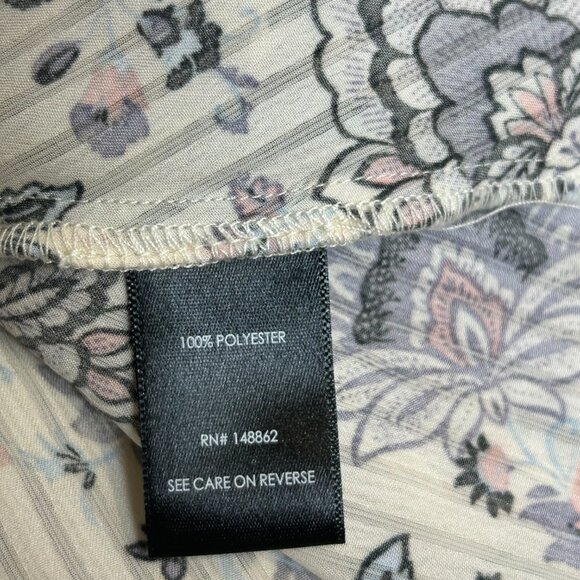 100% POLYESTER
RN# 148862
SEE CARE ON REVERSE